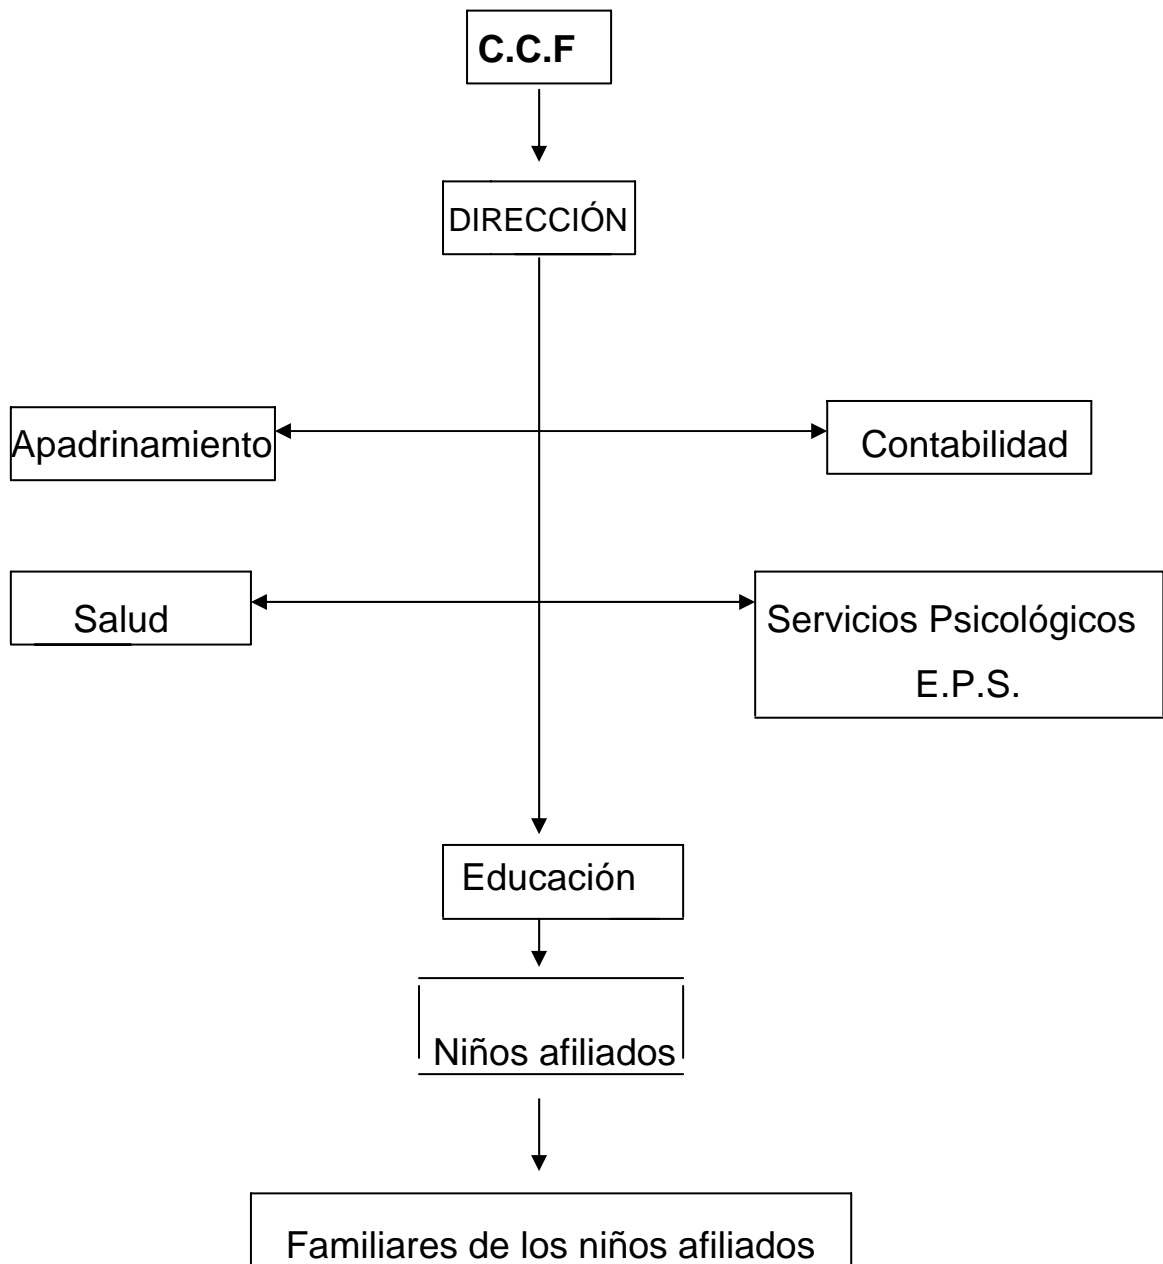 C.C.F
DIRECCIÓN
Apadrinamiento
Contabilidad
Salud
Servicios Psicológicos
E.P.S.
Educación
Niños afiliados
Familiares de los niños afiliados